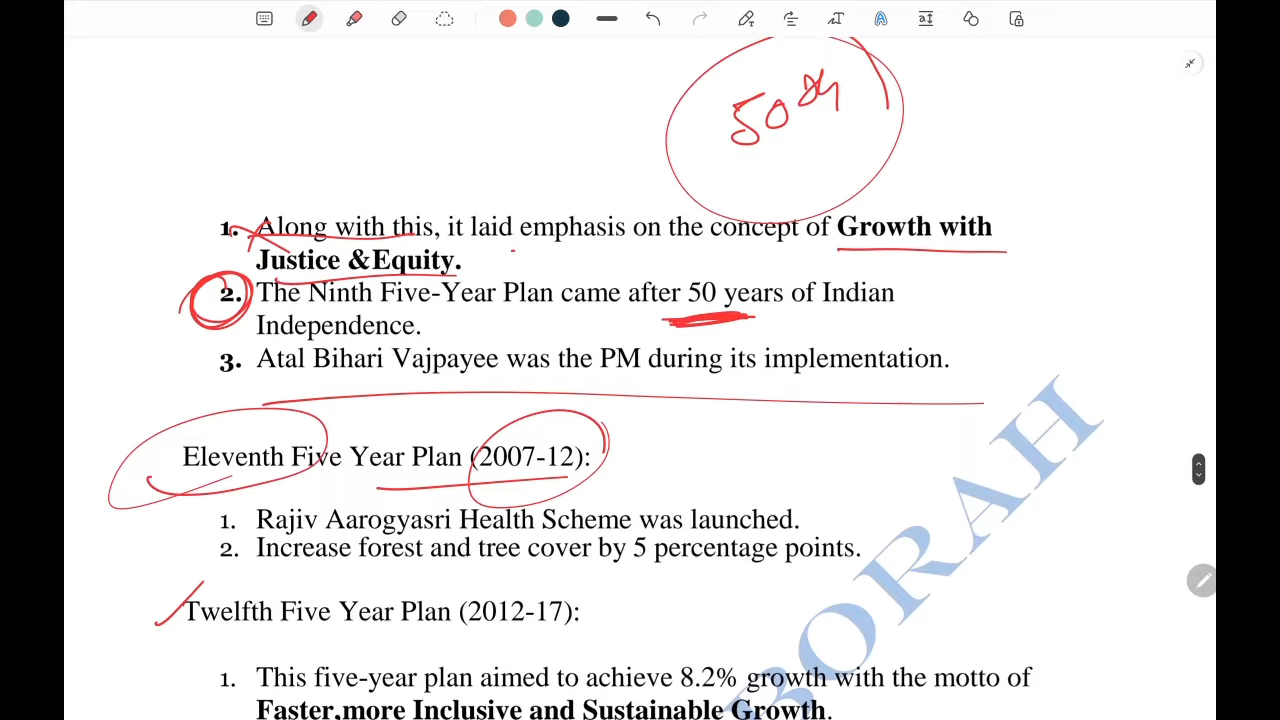 50th
1. Along with this, it laid emphasis on the concept of Growth with
Justice &Equity.
2. The Ninth Five-Year Plan came after 50 years of Indian
Independence.
3. Atal Bihari Vajpayee was the PM during its implementation.
Eleventh Five Year Plan (2007-12):
1. Rajiv Aarogyasri Health Scheme was launched.
2. Increase forest and tree cover by 5 percentage points.
Twelfth Five Year Plan (2012-17):
1. This five-year plan aimed to achieve 8.2% growth with the motto of
Faster,more Inclusive and Sustainable Growth.
BORAH